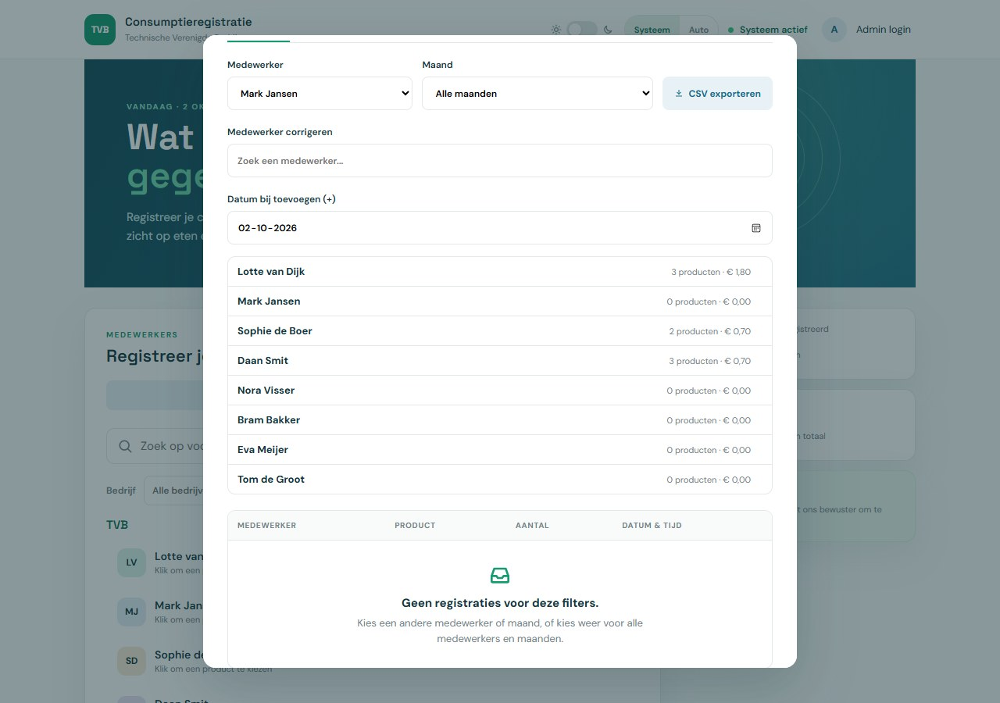 TVB
Consumptieregistratie
Technische Verenigde
Systeem
Auto
Systeem actief
A
Admin login
VANDAAG · 2 OK
Wat
gege
Registreer je c
zicht op eten e
Medewerker
Maand
Mark Jansen
Alle maanden
CSV exporteren
Medewerker corrigeren
Zoek een medewerker...
Datum bij toevoegen (+)
02-10-2026
Lotte van Dijk
3 producten · € 1,80
Mark Jansen
0 producten · € 0,00
Sophie de Boer
2 producten · € 0,70
Daan Smit
3 producten · € 0,70
Nora Visser
0 producten · € 0,00
Bram Bakker
0 producten · € 0,00
Eva Meijer
0 producten · € 0,00
Tom de Groot
0 producten · € 0,00
MEDEWERKER
PRODUCT
AANTAL
DATUM & TIJD
Geen registraties voor deze filters.
Kies een andere medewerker of maand, of kies weer voor alle
medewerkers en maanden.
MEDEWERKERS
Registreer je
Zoek op voo
Bedrijf
Alle bedrijv
TVB
LV
Lotte van
Klik om een
MJ
Mark Jan
Klik om een
SD
Sophie de
Klik om een product te kiezen
Daan Smit
istreerd
n
n totaal
t ons bewuster om te